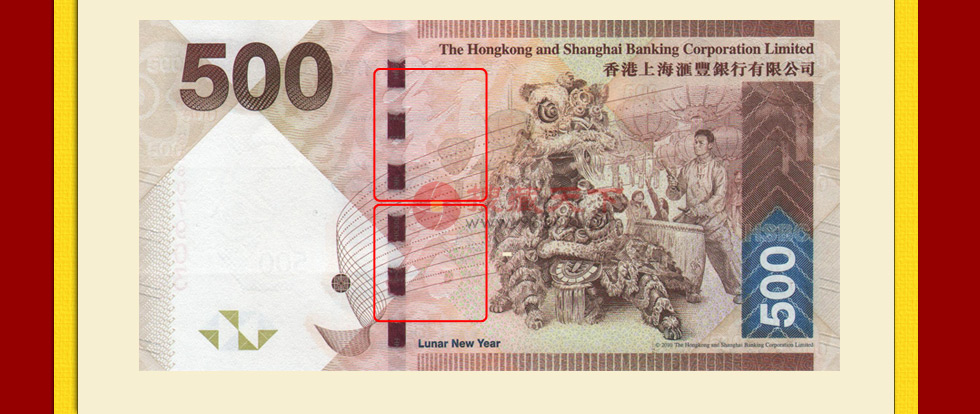 500
The Hongkong and Shanghai Banking Corporation Limited
香港上海滙豐銀行有限公司
500
Lunar New Year
© 2010 The Hongkong and Shanghai Banking Corporation Limited